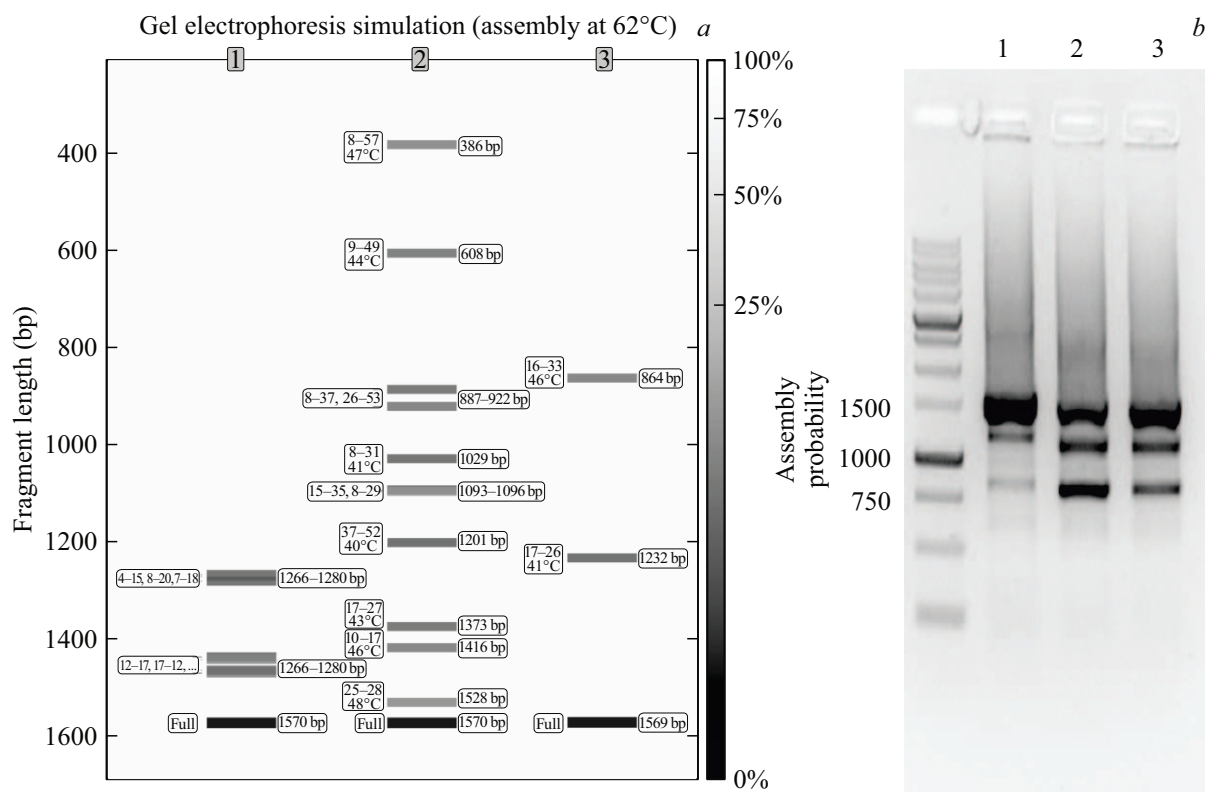 Gel electrophoresis simulation (assembly at 62°C)
a
1
2
3
Fragment length (bp)
400
600
800
1000
1200
1400
1600
4–15, 8–20,7–18
1266–1280 bp
12–17, 17–12, ...
1266–1280 bp
Full
1570 bp
8–57
47°C
386 bp
9–49
44°C
608 bp
8–37, 26–53
887–922 bp
8–31
41°C
1029 bp
15–35, 8–29
1093–1096 bp
37–52
40°C
1201 bp
17–27
43°C
1373 bp
10–17
46°C
1416 bp
25–28
48°C
1528 bp
Full
1570 bp
16–33
46°C
864 bp
17–26
41°C
1232 bp
Full
1569 bp
100%
75%
50%
25%
0%
Assembly
probability
b
1
2
3
1500
1000
750